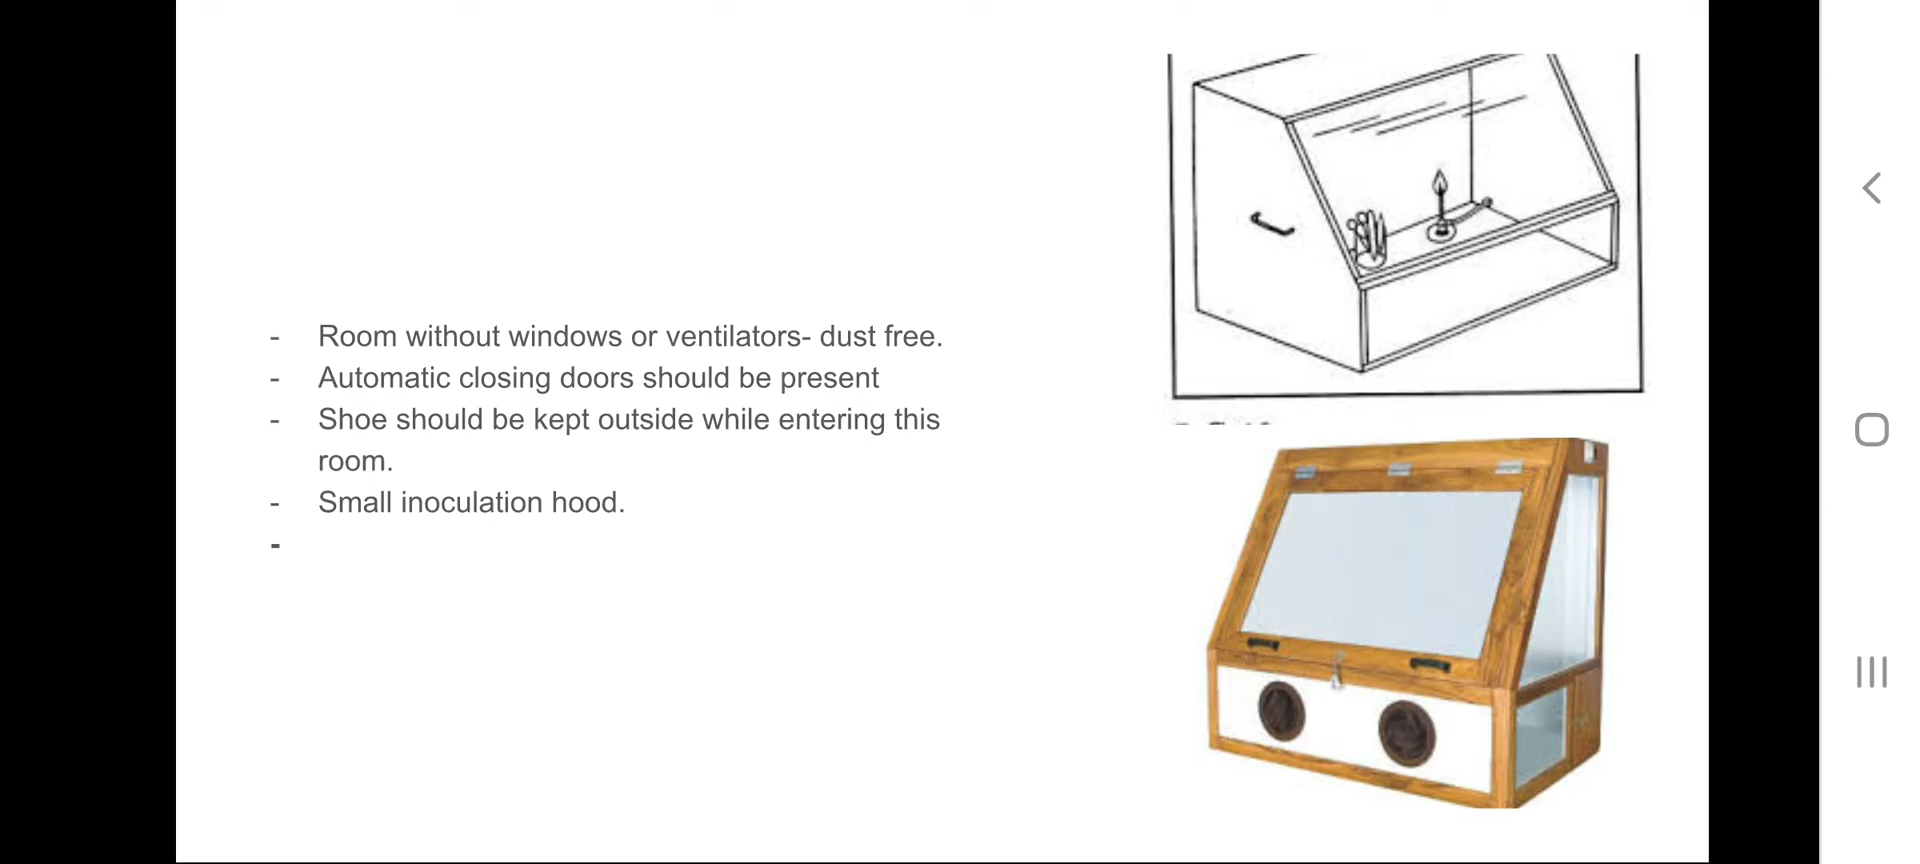 - Room without windows or ventilators- dust free.
- Automatic closing doors should be present
- Shoe should be kept outside while entering this
room.
- Small inoculation hood.
-